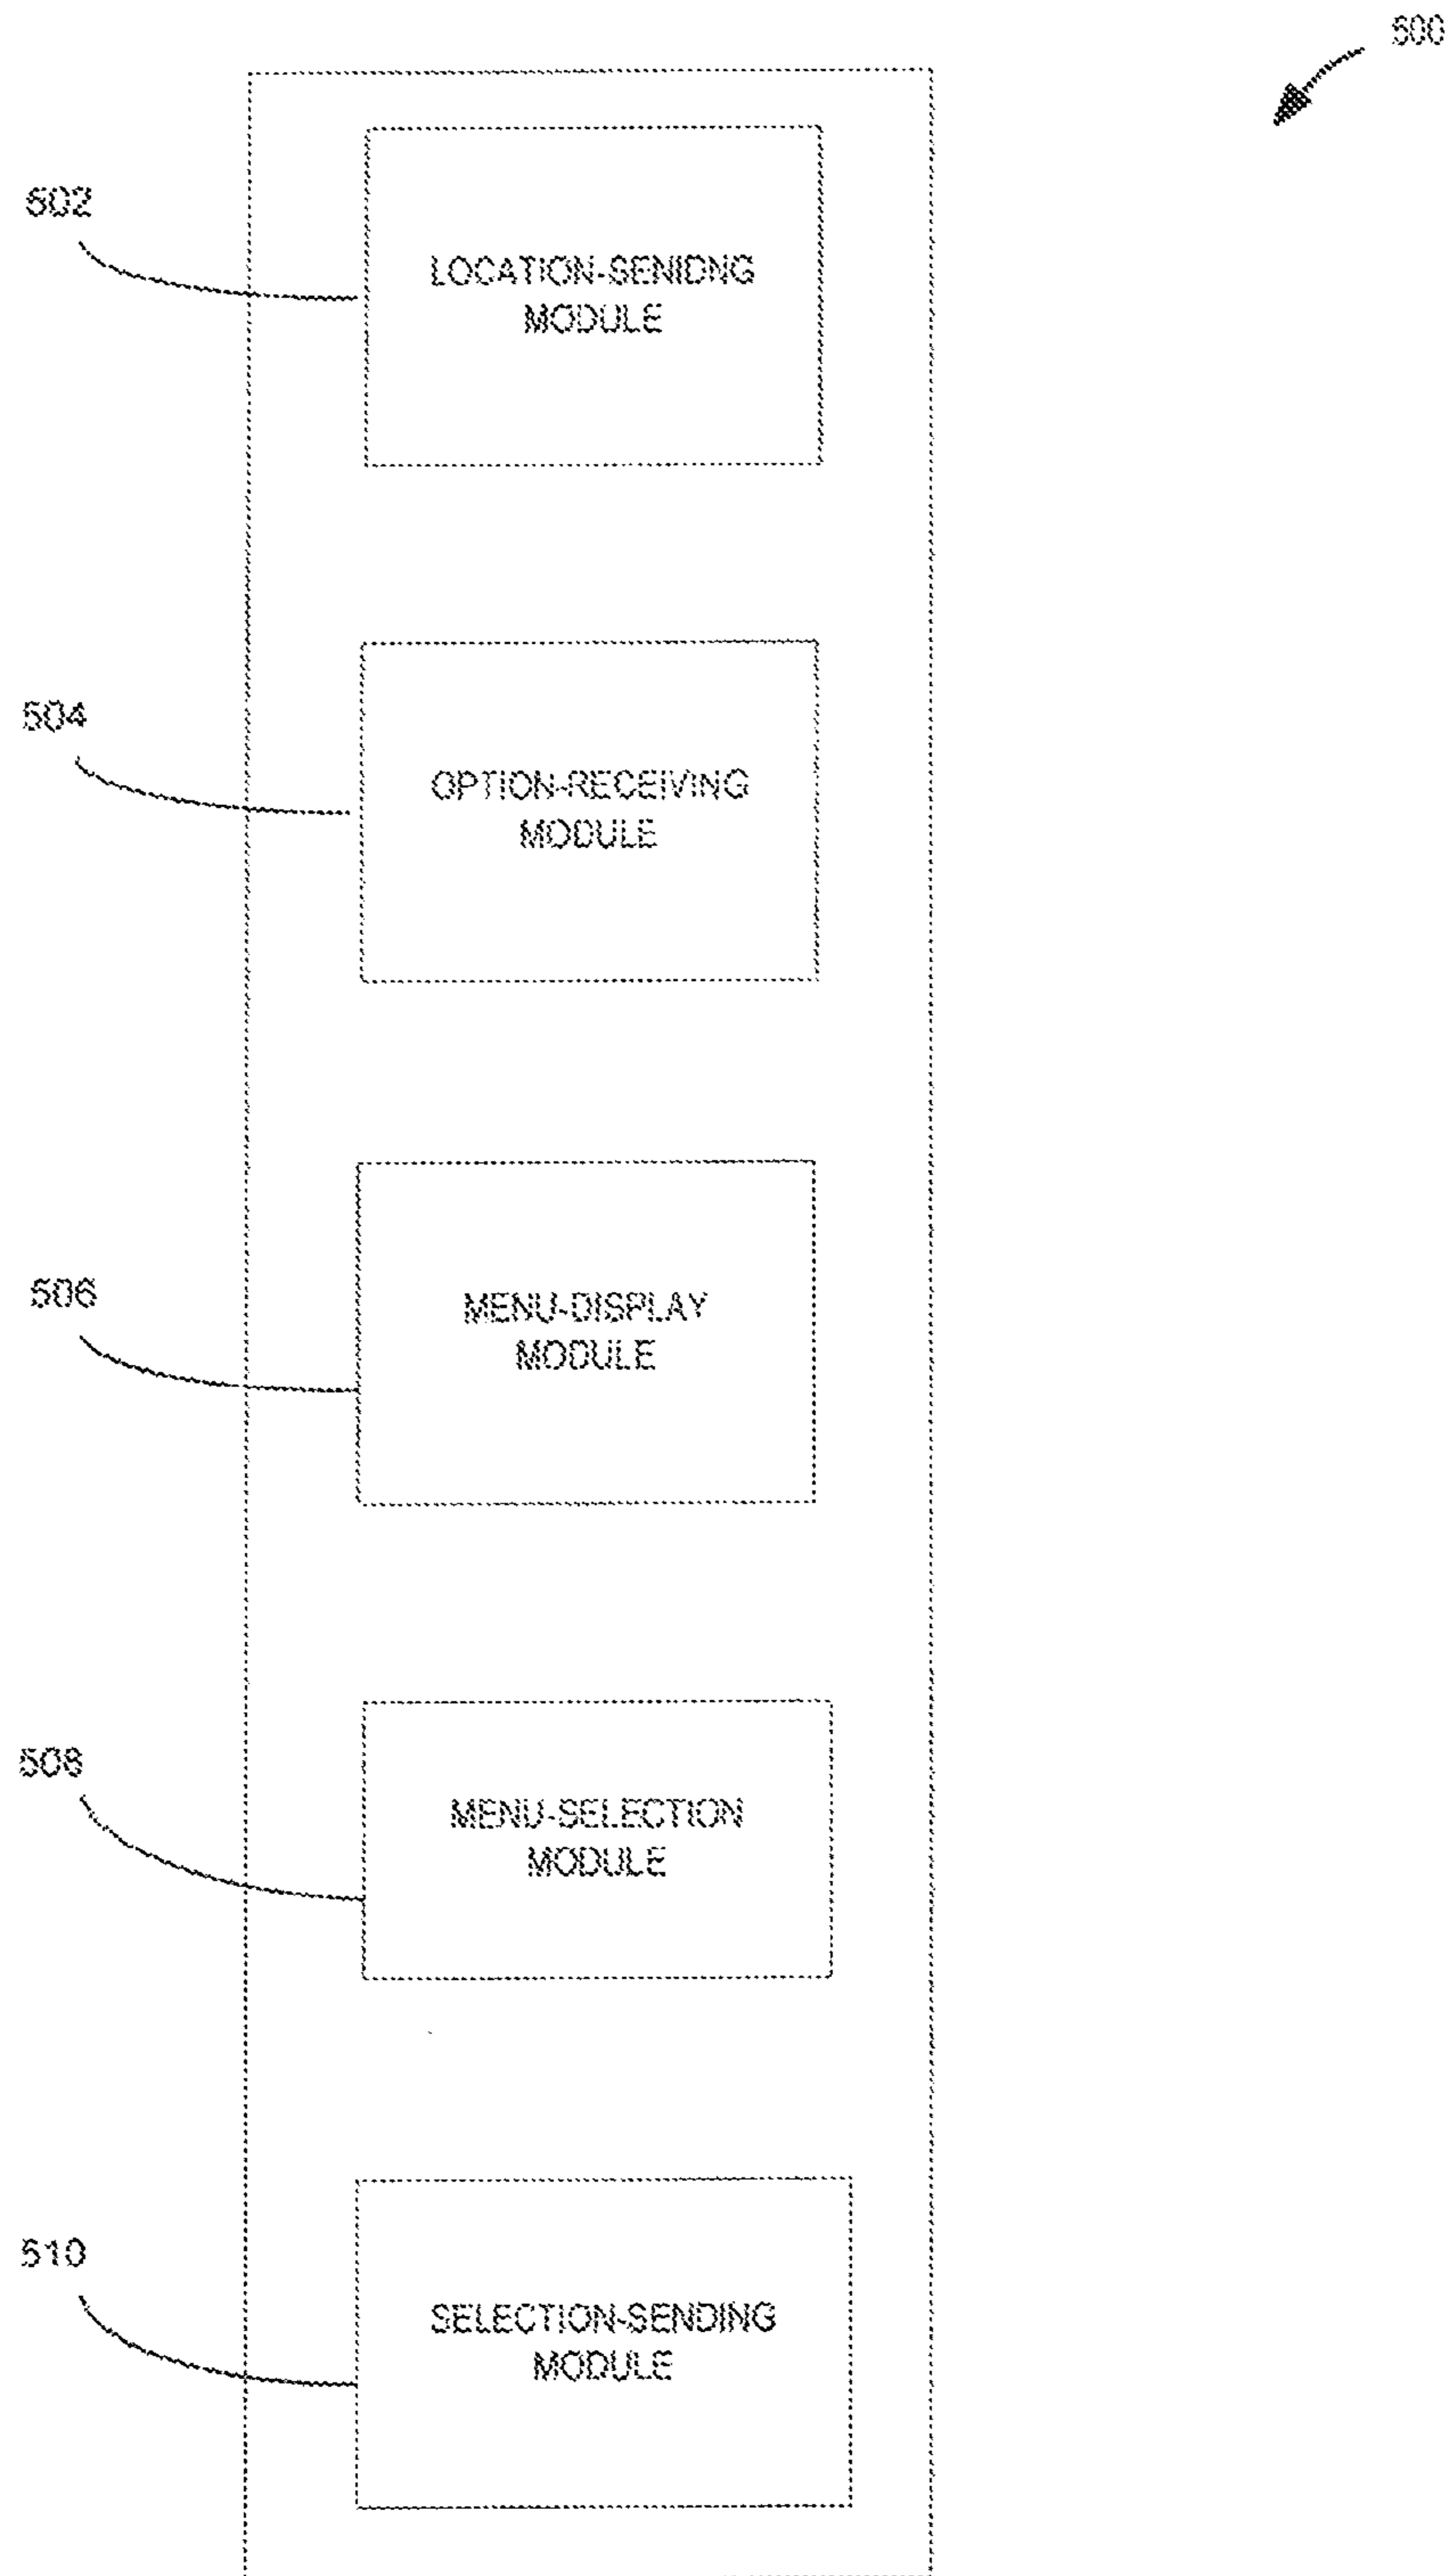 500
502
LOCATION-SENIDNG
MODULE
504
OPTION-RECEIVING
MODULE
506
MENU-DISPLAY
MODULE
508
MENU-SELECTION
MODULE
510
SELECTION-SENDING
MODULE